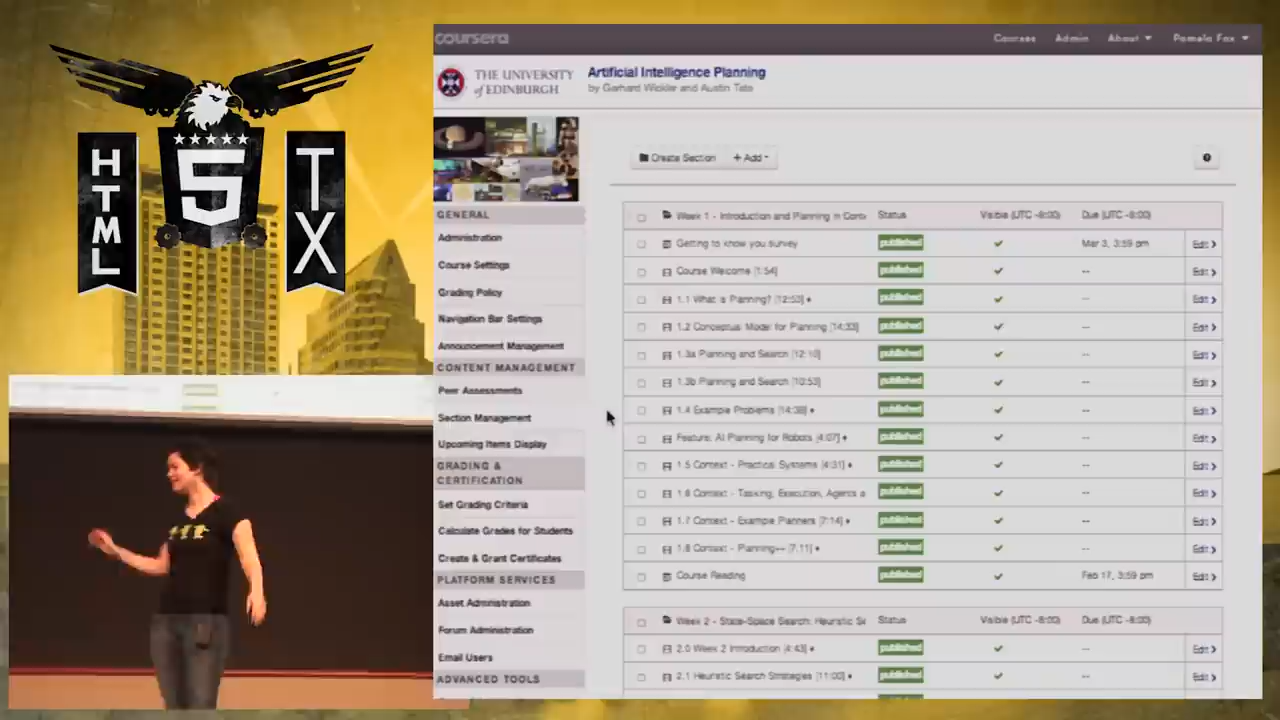 HTML
5
TX
coursera
Courses Admin About Pamela Fox
THE UNIVERSITY
of EDINBURGH
Artificial Intelligence Planning
by Gerhard Wickler and Austin Tate
Create Section + Add
GENERAL
Administration
Course Settings
Grading Policy
Navigation Bar Settings
Announcement Management
CONTENT MANAGEMENT
Peer Assessments
Section Management
Upcoming Items Display
GRADING &
CERTIFICATION
Set Grading Criteria
Calculate Grades for Students
Create & Grant Certificates
PLATFORM SERVICES
Asset Administration
Forum Administration
Email Users
ADVANCED TOOLS
Week 1 - Introduction and Planning in Conte Status Visible (UTC -8:00) Due (UTC -8:00)
Getting to know you survey published Mar 3, 3:59 pm Edit
Course Welcome [1:54] published -- Edit
1.1 What is Planning? [12:53] published -- Edit
1.2 Conceptual Model for Planning [14:33] published -- Edit
1.3a Planning and Search [12:10] published -- Edit
1.3b Planning and Search [10:53] published -- Edit
1.4 Example Problems [14:38] published -- Edit
Feature: AI Planning for Robots [4:07] published -- Edit
1.5 Context - Practical Systems [4:31] published -- Edit
1.6 Context - Tasking, Execution, Agents a published -- Edit
1.7 Context - Example Planners [7:14] published -- Edit
1.8 Context - Planning++ [7:11] published -- Edit
Course Reading published Feb 17, 3:59 pm Edit
Week 2 - State-Space Search: Heuristic Se Status Visible (UTC -8:00) Due (UTC -8:00)
2.0 Week 2 Introduction [4:43] published -- Edit
2.1 Heuristic Search Strategies [11:00] published -- Edit